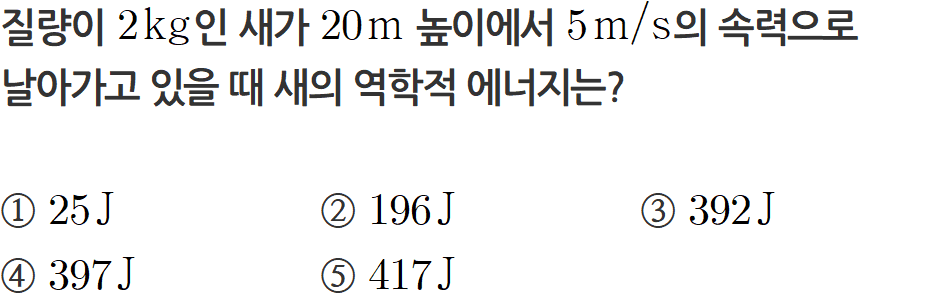 질량이 2kg인 새가 20m 높이에서 5m/s의 속력으로
날아가고 있을 때 새의 역학적 에너지는?
① 25J ② 196J ③ 392J
④ 397J ⑤ 417J